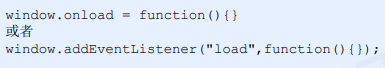 window.onload = function(){}
或者
window.addEventListener("load",function(){});